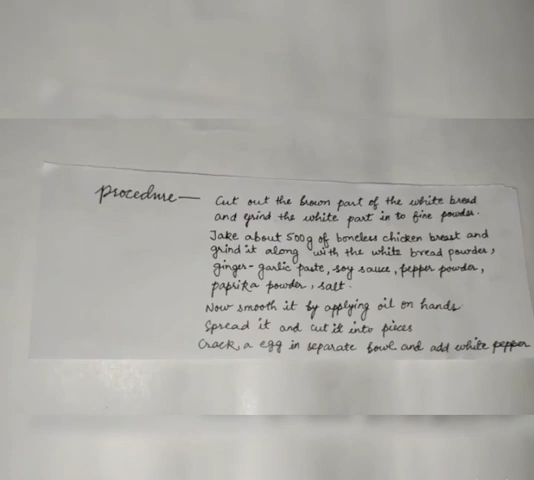 Procedure —
Cut out the brown part of the white bread
and grind the white part in to fine powder.
Take about 500g of boneless chicken breast and
grind it along with the white bread powder,
ginger-garlic paste, soy sauce, pepper powder,
paprika powder, salt.
Now smooth it by applying oil on hands
Spread it and cut it into pieces
Crack a egg in separate bowl and add white pepper